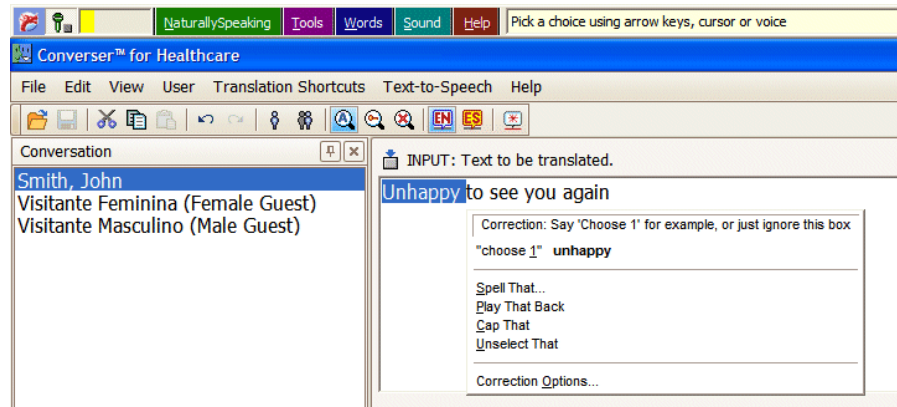 NaturallySpeaking Tools Words Sound Help Pick a choice using arrow keys, cursor or voice
Converser™ for Healthcare
File Edit View User Translation Shortcuts Text-to-Speech Help
A EN ES
Conversation
INPUT: Text to be translated.
Smith, John
Visitante Feminina (Female Guest)
Visitante Masculino (Male Guest)
Unhappy to see you again
Correction: Say 'Choose 1' for example, or just ignore this box
"choose 1" unhappy
Spell That...
Play That Back
Cap That
Unselect That
Correction Options...